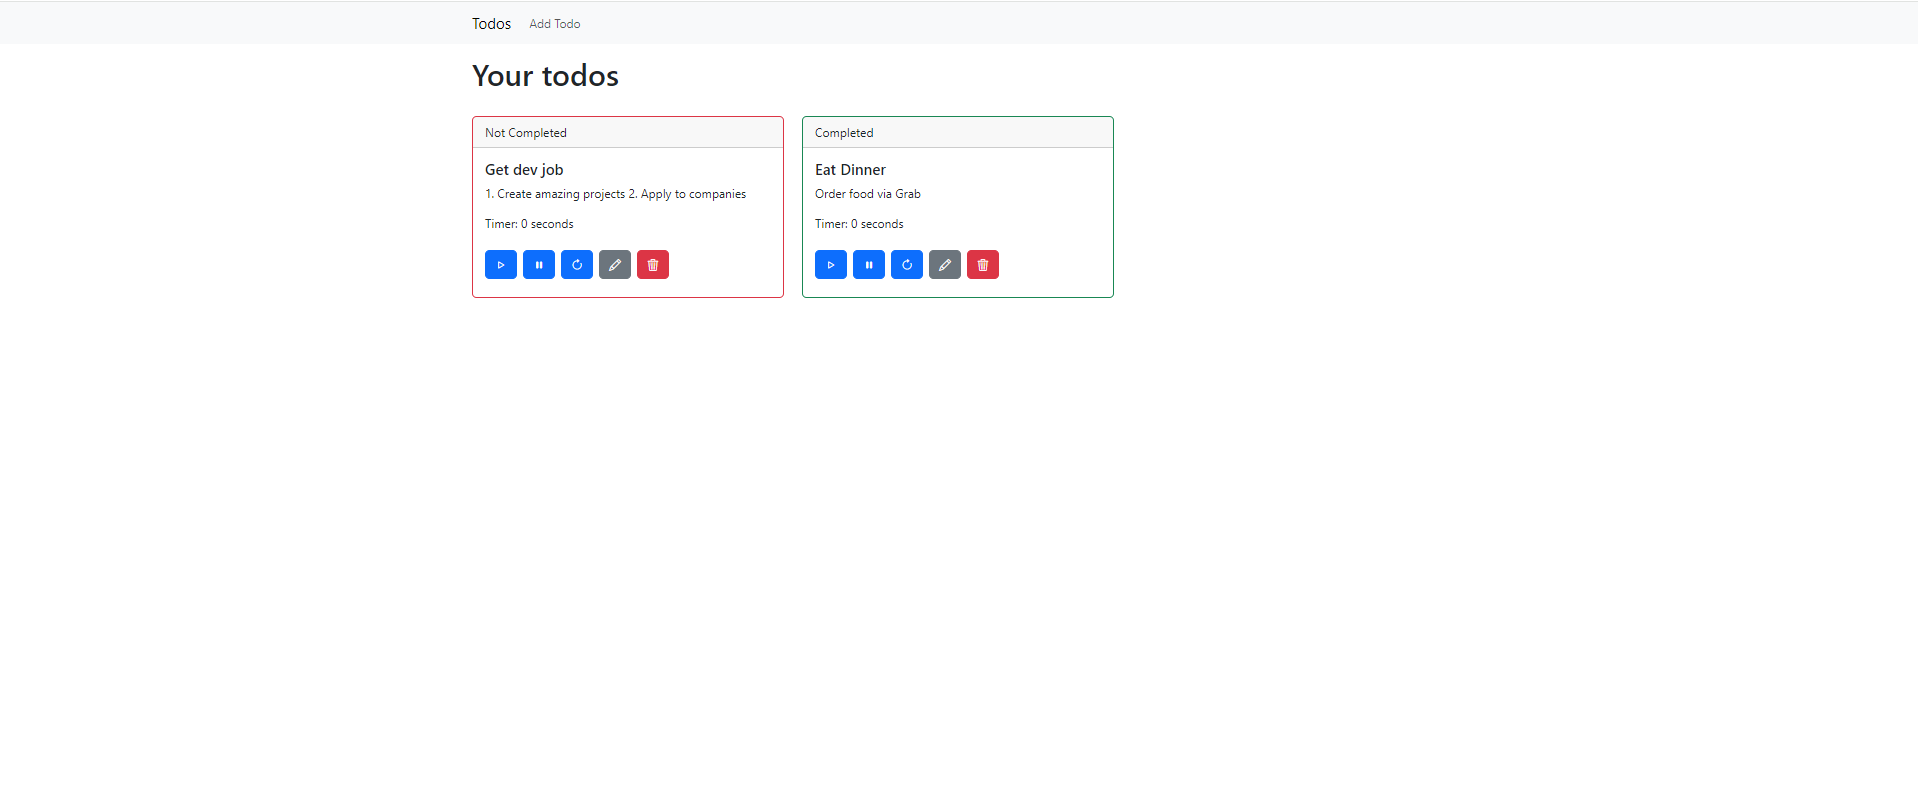 Todos Add Todo
Your todos
Not Completed
Get dev job
1. Create amazing projects 2. Apply to companies
Timer: 0 seconds
Completed
Eat Dinner
Order food via Grab
Timer: 0 seconds